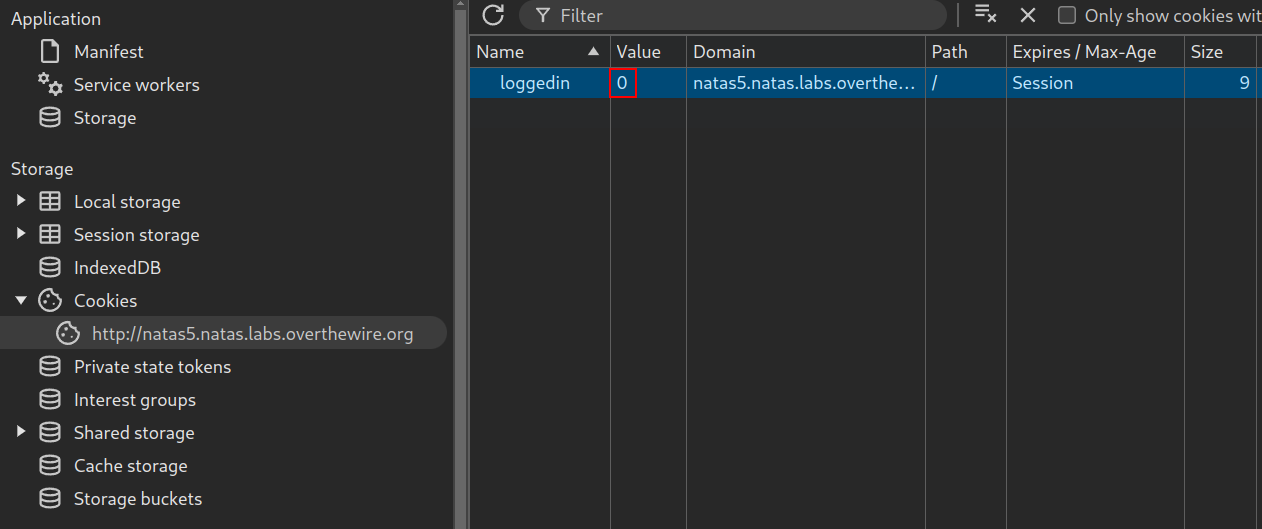 Application
Manifest
Service workers
Storage
Storage
Local storage
Session storage
IndexedDB
Cookies
http://natas5.natas.labs.overthewire.org
Private state tokens
Interest groups
Shared storage
Cache storage
Storage buckets
Filter
Only show cookies wit
Name Value Domain Path Expires / Max-Age Size
loggedin 0 natas5.natas.labs.overthe… / Session 9